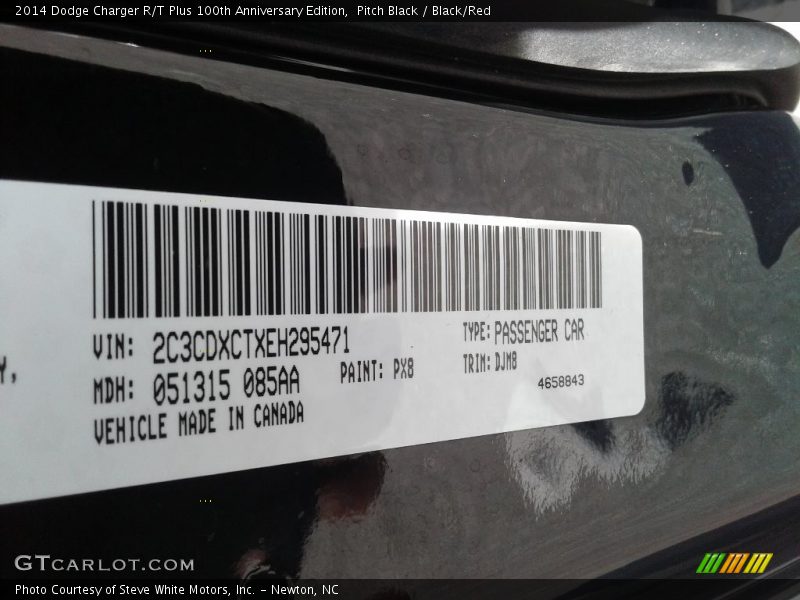 2014 Dodge Charger R/T Plus 100th Anniversary Edition,  Pitch Black / Black/Red
Y,
VIN: 2C3CDXCTXEH295471
TYPE: PASSENGER CAR
MDH: 051315 085AA
PAINT: PX8
TRIM: DJM8
VEHICLE MADE IN CANADA
4658843
GTCARLOT.COM
Photo Courtesy of Steve White Motors, Inc. – Newton, NC